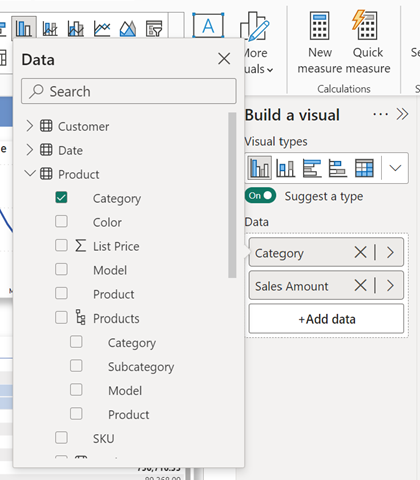 A
More
uals
New
measure
Quick
measure
Calculations
Data
Search
Customer
Date
Product
Category
Color
List Price
Model
Product
Products
Category
Subcategory
Model
Product
SKU
Build a visual
Visual types
On Suggest a type
Data
Category
Sales Amount
+Add data